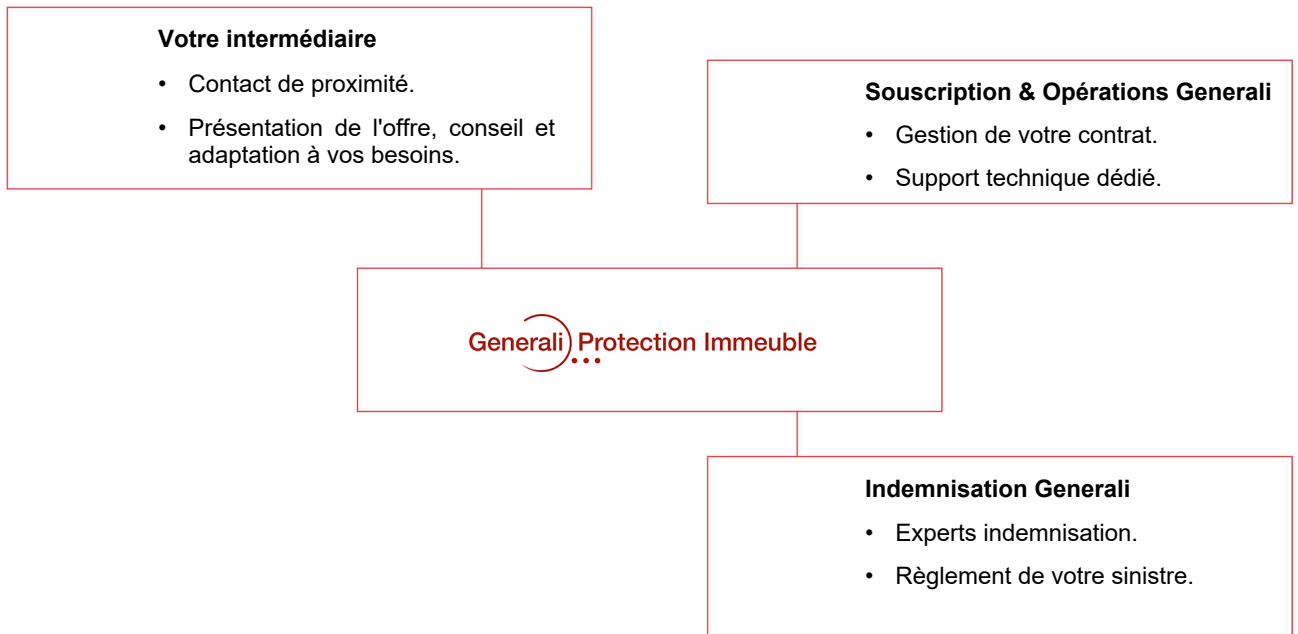 Votre intermédiaire
• Contact de proximité.
• Présentation de l'offre, conseil et
adaptation à vos besoins.
Souscription & Opérations Generali
• Gestion de votre contrat.
• Support technique dédié.
Generali Protection Immeuble
Indemnisation Generali
• Experts indemnisation.
• Règlement de votre sinistre.